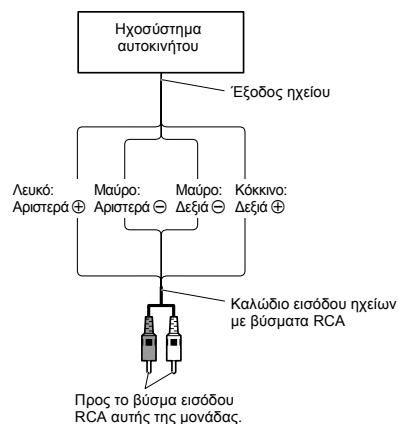 Ηχοσύστημα
αυτοκινήτου
Έξοδος ηχείου
Λευκό:
Αριστερά ⊕
Μαύρο:
Αριστερά ⊖
Μαύρο:
Δεξιά ⊖
Κόκκινο:
Δεξιά ⊕
Καλώδιο εισόδου ηχείων
με βύσματα RCA
Προς το βύσμα εισόδου
RCA αυτής της μονάδας.